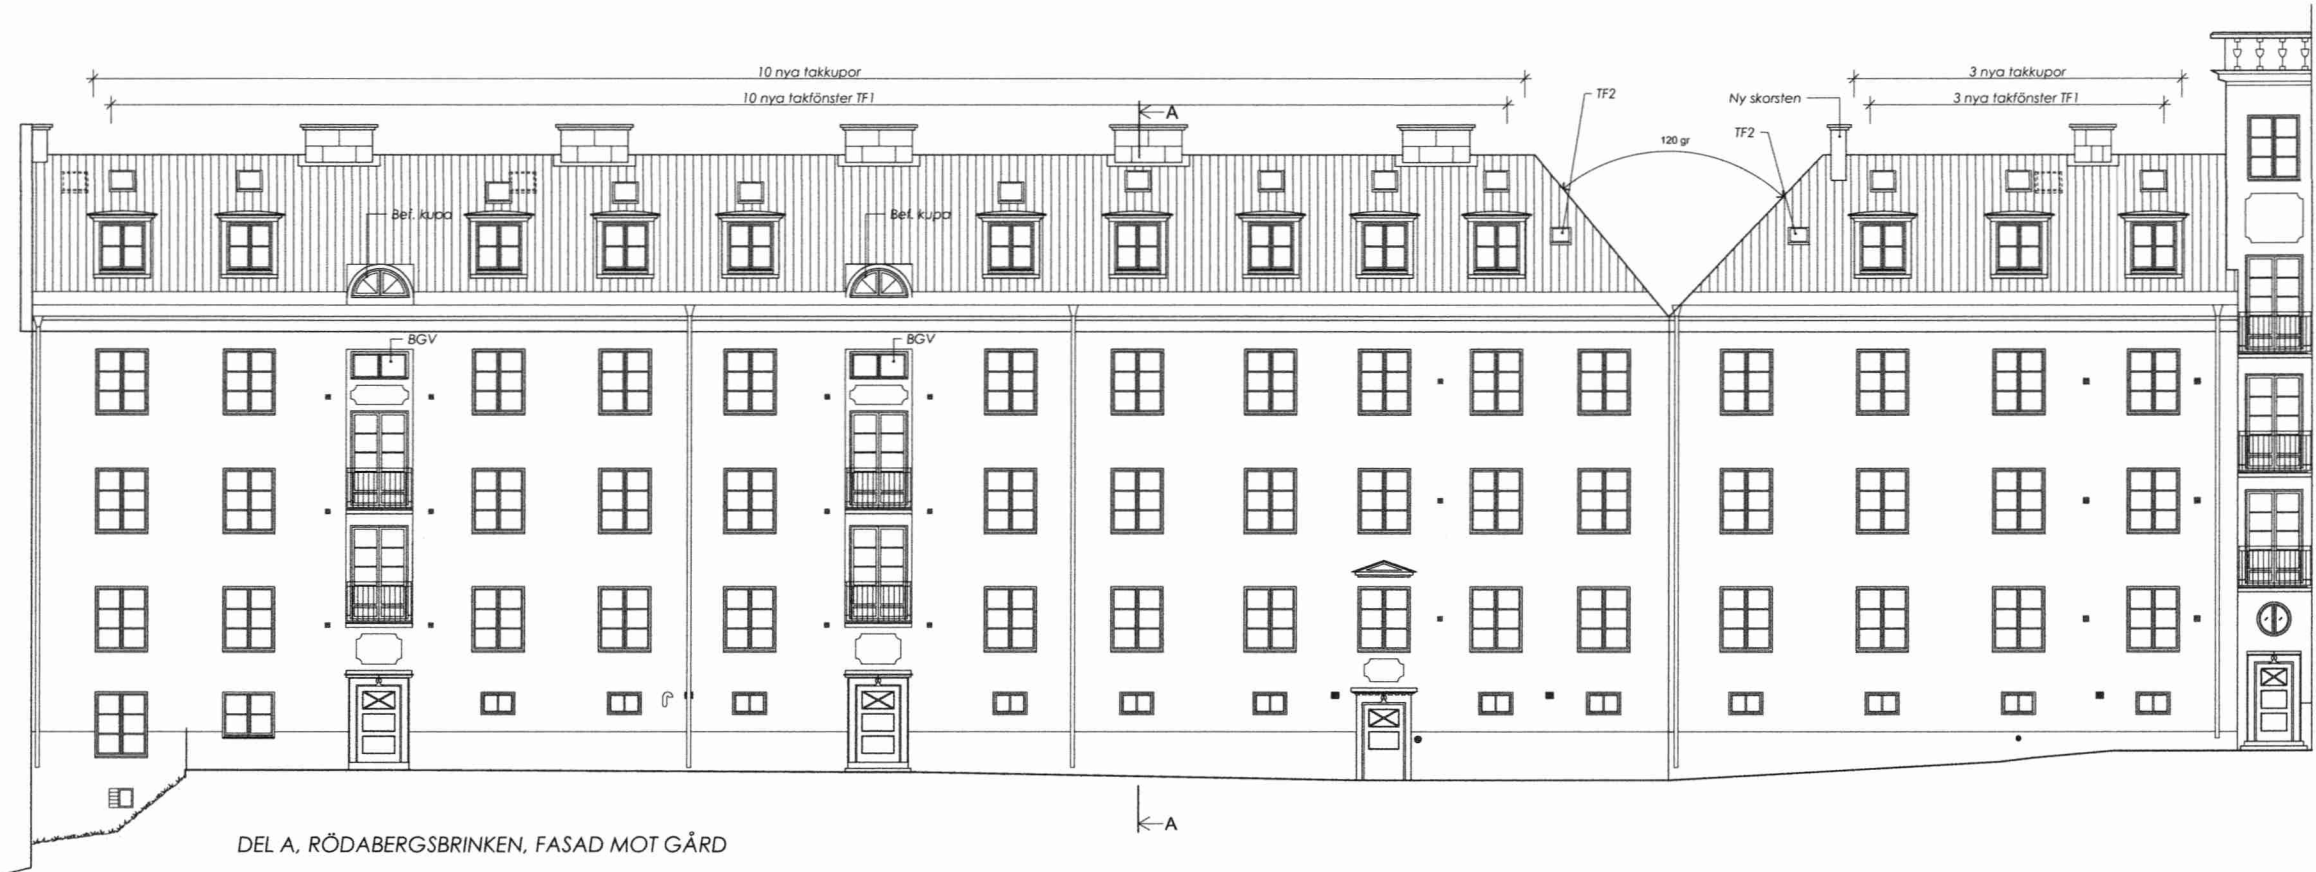 10 nya takkupor
3 nya takkupor
10 nya takfönster TF1
TF2
Ny skorsten
3 nya takfönster TF1
A
TF2
120 gr
Bef. kupa
Bef. kupa
BGV
BGV
A
DEL A, RÖDABERGSBRINKEN, FASAD MOT GÅRD